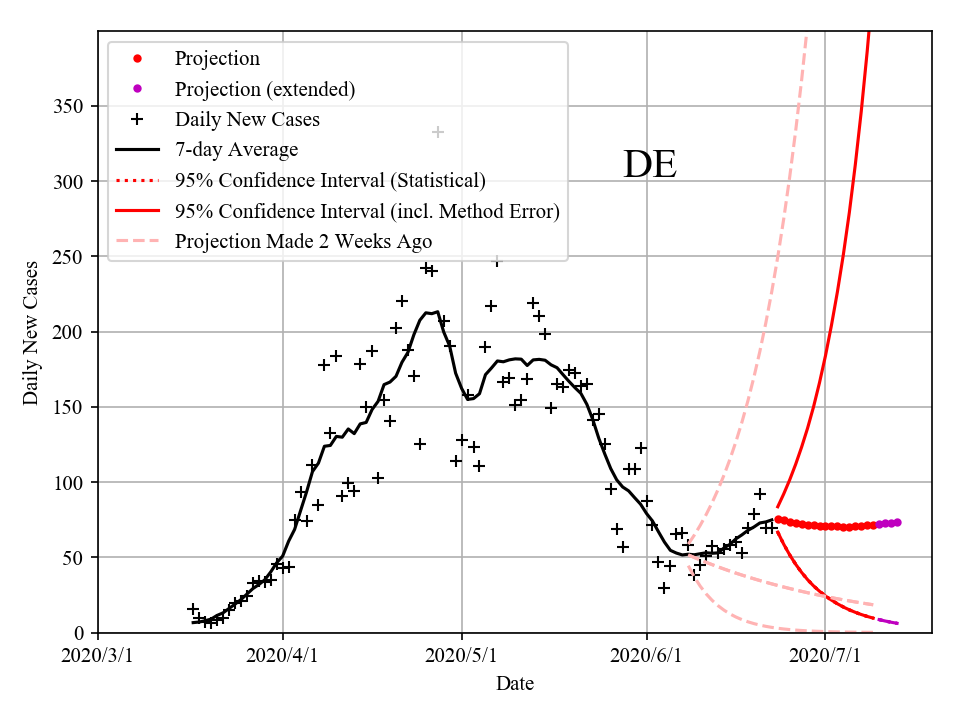 Projection
Projection (extended)
Daily New Cases
7-day Average
95% Confidence Interval (Statistical)
95% Confidence Interval (incl. Method Error)
Projection Made 2 Weeks Ago
DE
350
300
250
200
150
100
50
0
Daily New Cases
2020/3/1 2020/4/1 2020/5/1 2020/6/1 2020/7/1
Date